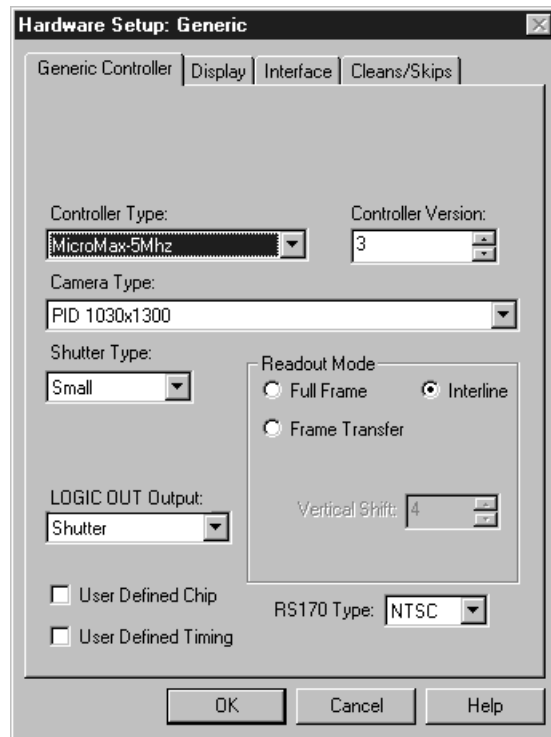 Hardware Setup: Generic
Generic Controller Display Interface Cleans/Skips
Controller Type:
MicroMax-5Mhz
Controller Version:
3
Camera Type:
PID 1030x1300
Shutter Type:
Small
Readout Mode
Full Frame
Interline
Frame Transfer
Vertical Shift: 4
LOGIC OUT Output:
Shutter
User Defined Chip
User Defined Timing
RS170 Type: NTSC
OK Cancel Help